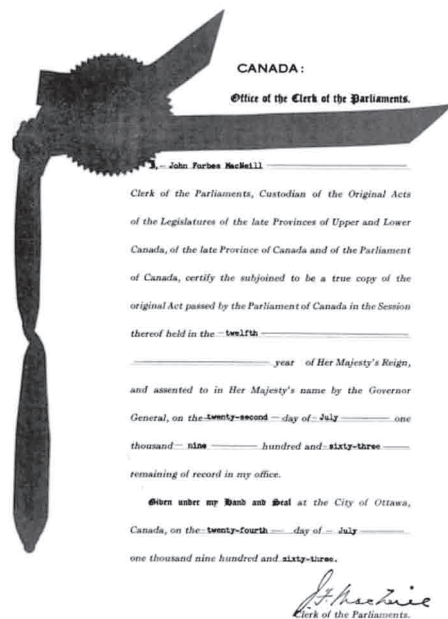 CANADA:
Office of the Clerk of the Parliaments.
I, John Forbes MacNeill
Clerk of the Parliaments, Custodian of the Original Acts
of the Legislatures of the late Provinces of Upper and Lower
Canada, of the late Province of Canada and of the Parliament
of Canada, certify the subjoined to be a true copy of the
original Act passed by the Parliament of Canada in the Session
thereof held in the twelfth
year of Her Majesty's Reign,
and assented to in Her Majesty's name by the Governor
General, on the twenty-second day of July one
thousand nine hundred and sixty-three
remaining of record in my office.
Given under my Hand and Seal at the City of Ottawa,
Canada, on the twenty-fourth day of July
one thousand nine hundred and sixty-three.
J.F. MacNeill
Clerk of the Parliaments.